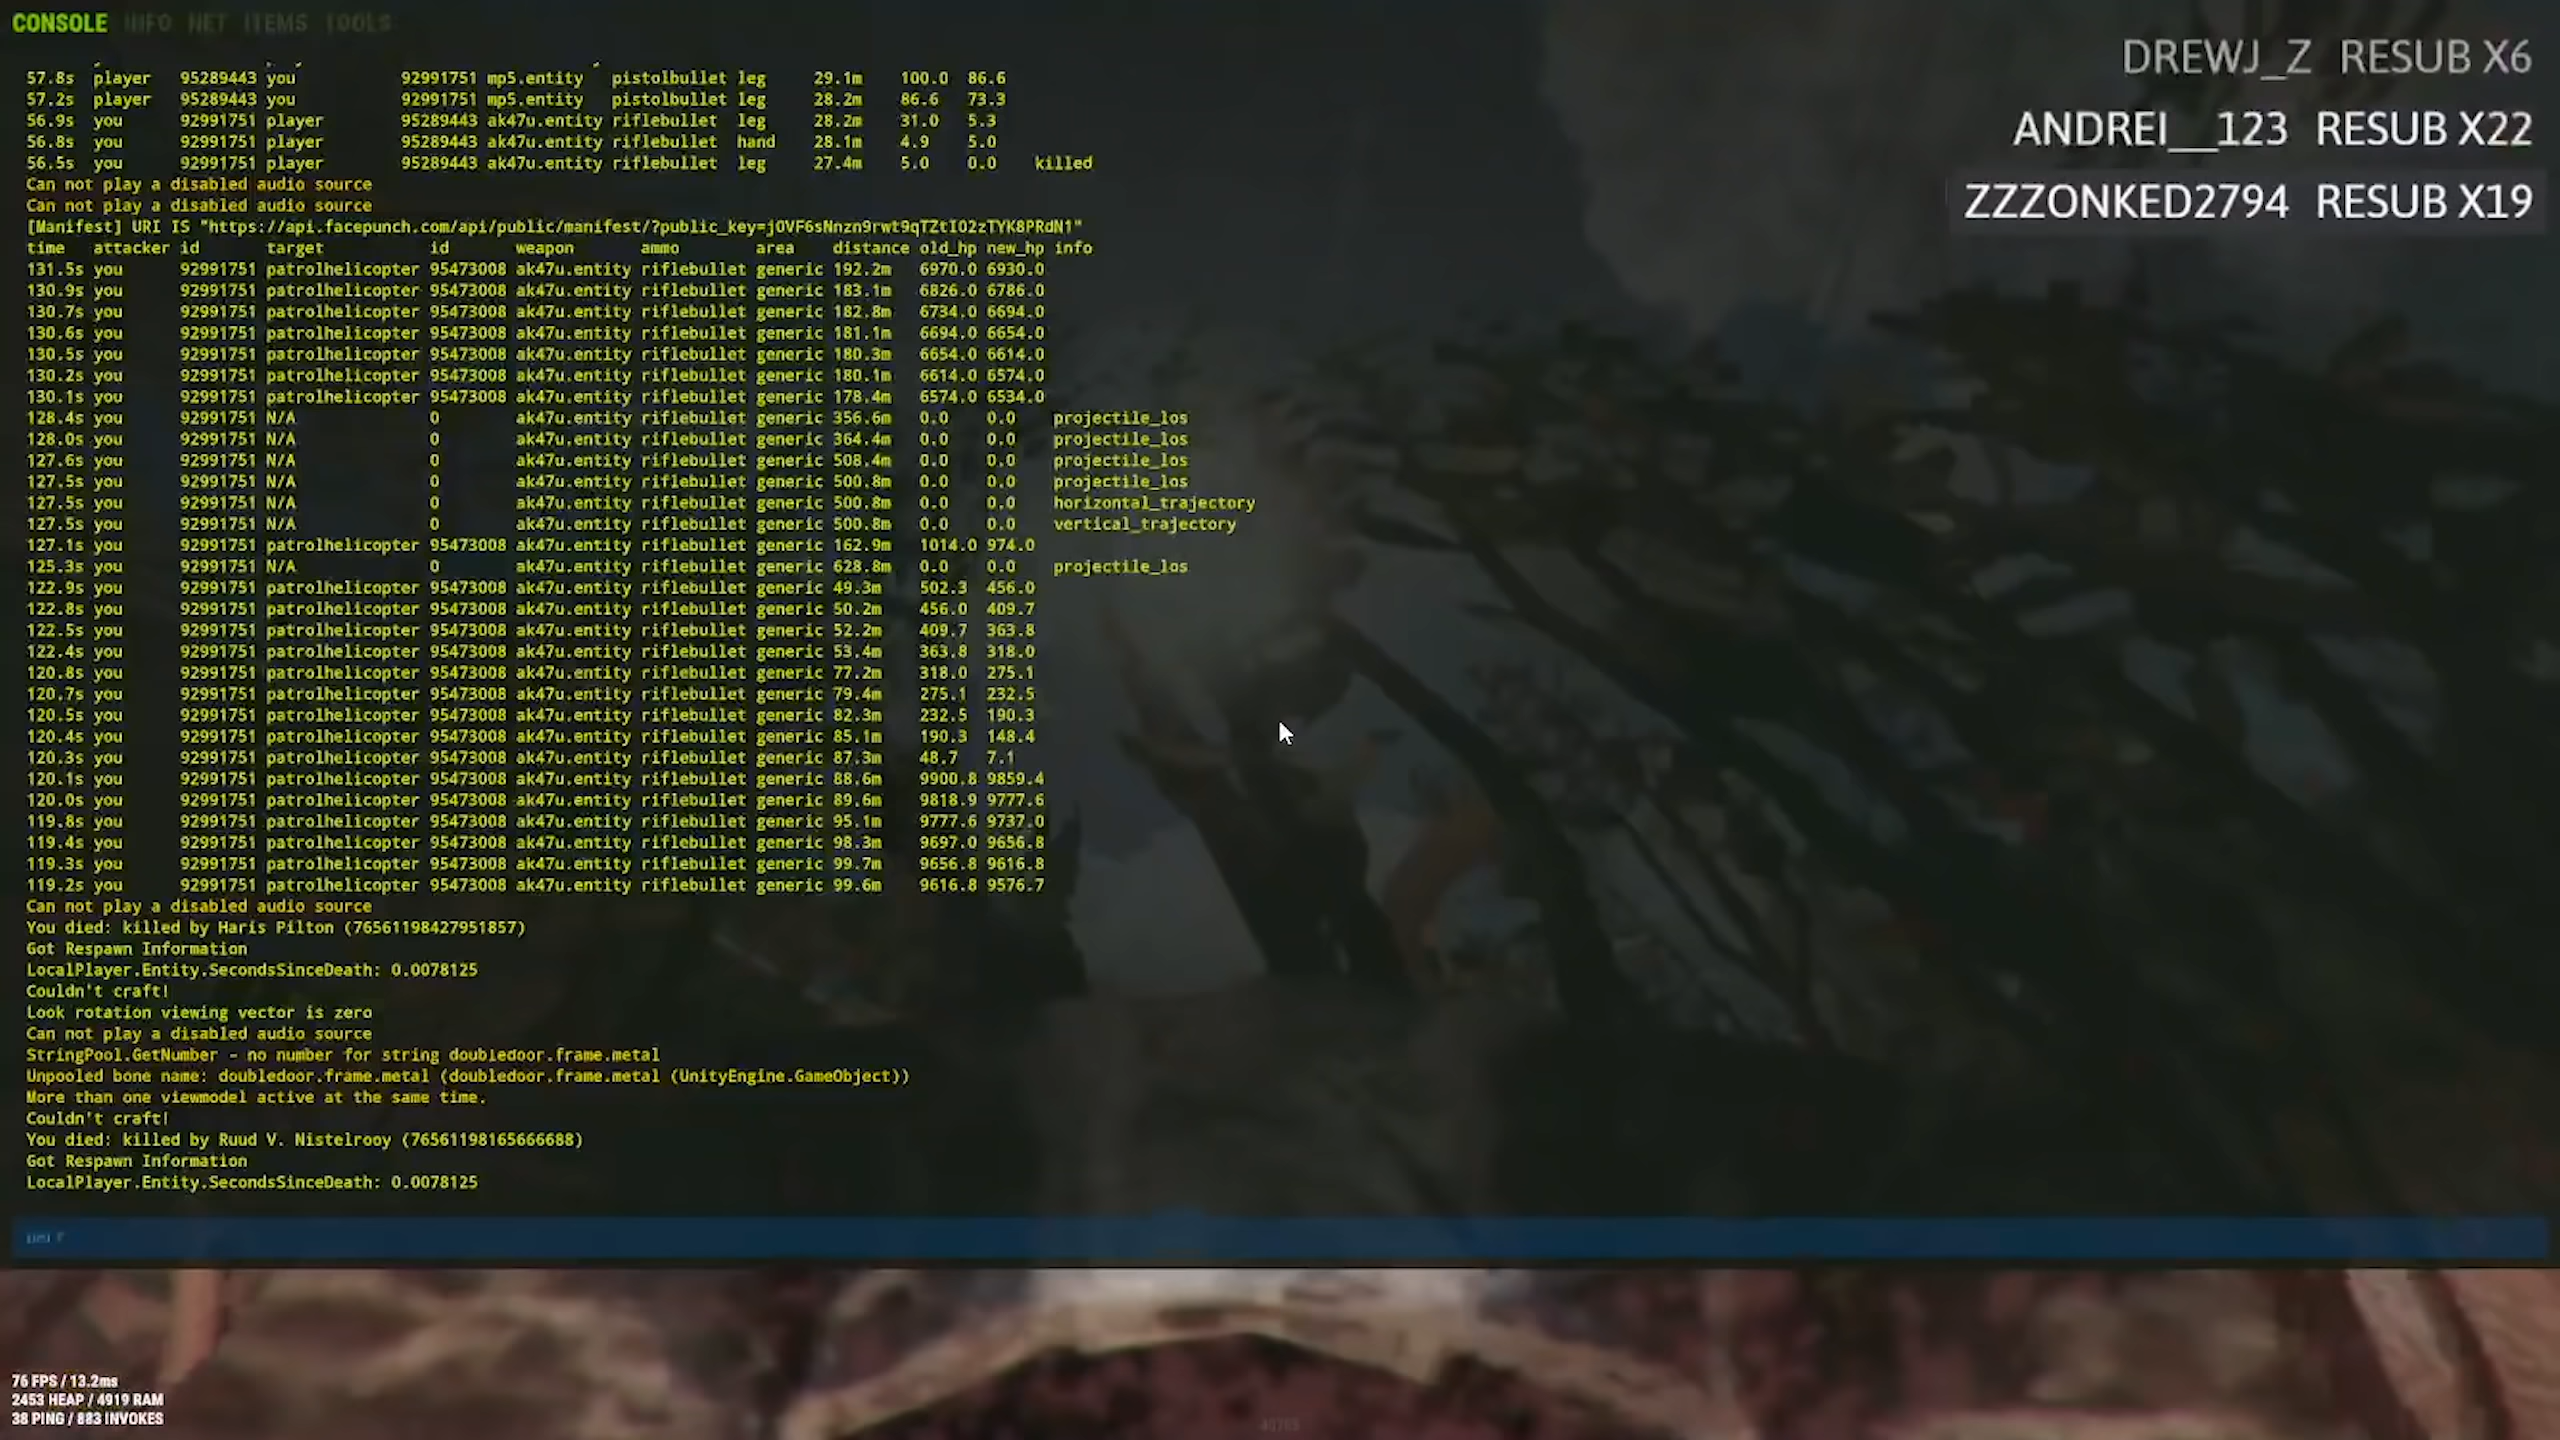 CONSOLE INFO NET ITEMS TOOLS
DREWJ_Z RESUB X6
ANDREI__123 RESUB X22
ZZZONKED2794 RESUB X19
57.8s player 95289443 you 92991751 mp5.entity pistolbullet leg 29.1m 100.0 86.6
57.2s player 95289443 you 92991751 mp5.entity pistolbullet leg 28.2m 86.6 73.3
56.9s you 92991751 player 95289443 ak47u.entity riflebullet leg 28.2m 31.0 5.3
56.8s you 92991751 player 95289443 ak47u.entity riflebullet hand 28.1m 4.9 5.0
56.5s you 92991751 player 95289443 ak47u.entity riflebullet leg 27.4m 5.0 0.0 killed
Can not play a disabled audio source
Can not play a disabled audio source
[Manifest] URI IS "https://api.facepunch.com/api/public/manifest/?public_key=j0VF6sNnzn9rwt9qTZtI02zTYK8PRdN1"
time attacker id target id weapon ammo area distance old_hp new_hp info
131.5s you 92991751 patrolhelicopter 95473008 ak47u.entity riflebullet generic 192.2m 6970.0 6930.0
130.9s you 92991751 patrolhelicopter 95473008 ak47u.entity riflebullet generic 183.1m 6826.0 6786.0
130.7s you 92991751 patrolhelicopter 95473008 ak47u.entity riflebullet generic 182.8m 6734.0 6694.0
130.6s you 92991751 patrolhelicopter 95473008 ak47u.entity riflebullet generic 181.1m 6694.0 6654.0
130.5s you 92991751 patrolhelicopter 95473008 ak47u.entity riflebullet generic 180.3m 6654.0 6614.0
130.2s you 92991751 patrolhelicopter 95473008 ak47u.entity riflebullet generic 180.1m 6614.0 6574.0
130.1s you 92991751 patrolhelicopter 95473008 ak47u.entity riflebullet generic 178.4m 6574.0 6534.0
128.4s you 92991751 N/A 0 ak47u.entity riflebullet generic 356.6m 0.0 0.0 projectile_los
128.0s you 92991751 N/A 0 ak47u.entity riflebullet generic 364.4m 0.0 0.0 projectile_los
127.6s you 92991751 N/A 0 ak47u.entity riflebullet generic 508.4m 0.0 0.0 projectile_los
127.5s you 92991751 N/A 0 ak47u.entity riflebullet generic 500.8m 0.0 0.0 projectile_los
127.5s you 92991751 N/A 0 ak47u.entity riflebullet generic 500.8m 0.0 0.0 horizontal_trajectory
127.5s you 92991751 N/A 0 ak47u.entity riflebullet generic 500.8m 0.0 0.0 vertical_trajectory
127.1s you 92991751 patrolhelicopter 95473008 ak47u.entity riflebullet generic 162.9m 1014.0 974.0
125.3s you 92991751 N/A 0 ak47u.entity riflebullet generic 628.8m 0.0 0.0 projectile_los
122.9s you 92991751 patrolhelicopter 95473008 ak47u.entity riflebullet generic 49.3m 502.3 456.0
122.8s you 92991751 patrolhelicopter 95473008 ak47u.entity riflebullet generic 50.2m 456.0 409.7
122.5s you 92991751 patrolhelicopter 95473008 ak47u.entity riflebullet generic 52.2m 409.7 363.8
122.4s you 92991751 patrolhelicopter 95473008 ak47u.entity riflebullet generic 53.4m 363.8 318.0
120.8s you 92991751 patrolhelicopter 95473008 ak47u.entity riflebullet generic 77.2m 318.0 275.1
120.7s you 92991751 patrolhelicopter 95473008 ak47u.entity riflebullet generic 79.4m 275.1 232.5
120.5s you 92991751 patrolhelicopter 95473008 ak47u.entity riflebullet generic 82.3m 232.5 190.3
120.4s you 92991751 patrolhelicopter 95473008 ak47u.entity riflebullet generic 85.1m 190.3 148.4
120.3s you 92991751 patrolhelicopter 95473008 ak47u.entity riflebullet generic 87.3m 48.7 7.1
120.1s you 92991751 patrolhelicopter 95473008 ak47u.entity riflebullet generic 88.6m 9900.8 9859.4
120.0s you 92991751 patrolhelicopter 95473008 ak47u.entity riflebullet generic 89.6m 9818.9 9777.6
119.8s you 92991751 patrolhelicopter 95473008 ak47u.entity riflebullet generic 95.1m 9777.6 9737.0
119.4s you 92991751 patrolhelicopter 95473008 ak47u.entity riflebullet generic 98.3m 9697.0 9656.8
119.3s you 92991751 patrolhelicopter 95473008 ak47u.entity riflebullet generic 99.7m 9656.8 9616.8
119.2s you 92991751 patrolhelicopter 95473008 ak47u.entity riflebullet generic 99.6m 9616.8 9576.7
Can not play a disabled audio source
You died: killed by Haris Pilton (76561198427951857)
Got Respawn Information
LocalPlayer.Entity.SecondsSinceDeath: 0.0078125
Couldn't craft!
Look rotation viewing vector is zero
Can not play a disabled audio source
StringPool.GetNumber - no number for string doubledoor.frame.metal
Unpooled bone name: doubledoor.frame.metal (doubledoor.frame.metal (UnityEngine.GameObject))
More than one viewmodel active at the same time.
Couldn't craft!
You died: killed by Ruud V. Nistelrooy (76561198165666688)
Got Respawn Information
LocalPlayer.Entity.SecondsSinceDeath: 0.0078125
76 FPS / 13.2ms
2453 HEAP / 4919 RAM
38 PING / 883 INVOKES